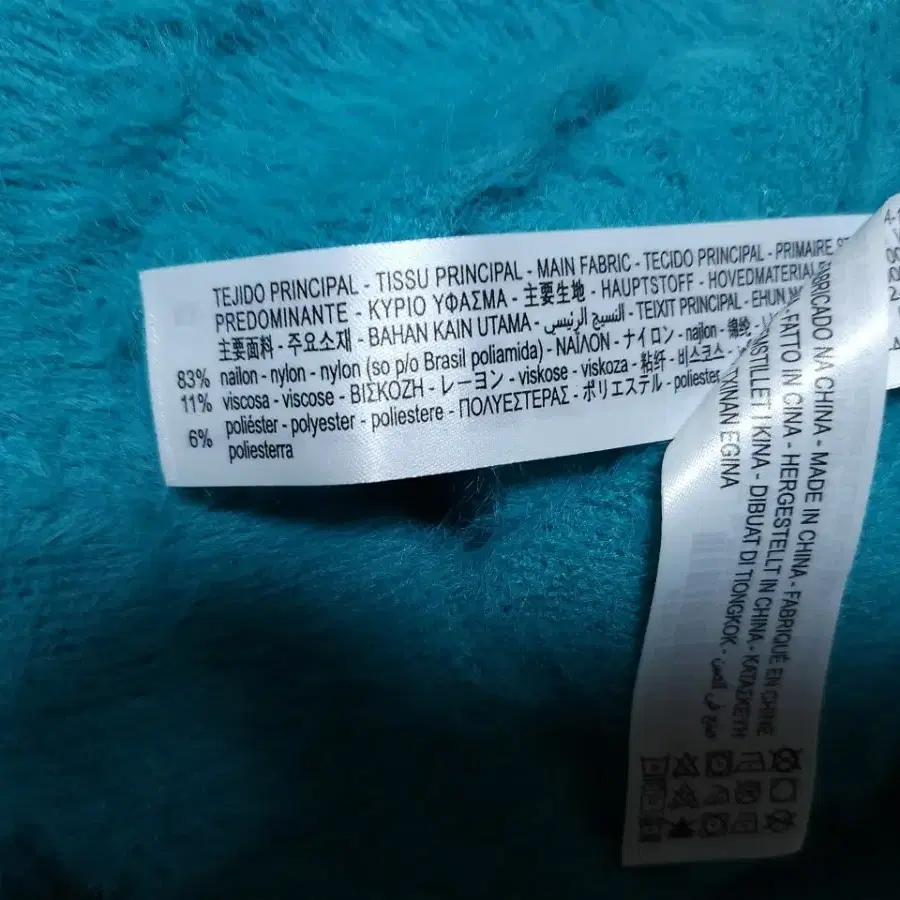 TEJIDO PRINCIPAL - TISSU PRINCIPAL - MAIN FABRIC - TECIDO PRINCIPAL - PRIMAIRE
PREDOMINANTE - ΚΥΡΙΟ ΥΦΑΣΜΑ - 主要生地 - HAUPTSTOFF - HOVEDMATERIAL
主要面料 - 주요소재 - BAHAN KAIN UTAMA - النسيج الرئيسي - TEIXIT PRINCIPAL - EHUN
83% nailon - nylon - nylon (so p/o Brasil poliamida) - ΝΑΪΛΟΝ - ナイロン - najlon - 锦纶
11% viscosa - viscose - ΒΙΣΚΟΖΗ - レーヨン - viskose - viskoza - 粘纤 - 비스코스
6% poliéster - polyester - poliestere - ΠΟΛΥΕΣΤΕΡΑΣ - ポリエステル - poliester
poliesterra
FABRICADO NA CHINA - MADE IN CHINA - FABRIQUÉ EN CHINE
FATTO IN CINA - HERGESTELLT IN CHINA - ΚΑΤΑΣΚΕΥΗ
I KINA - DIBUAT DI TIONGKOK - صنع في الصين
TXINAN EGINA